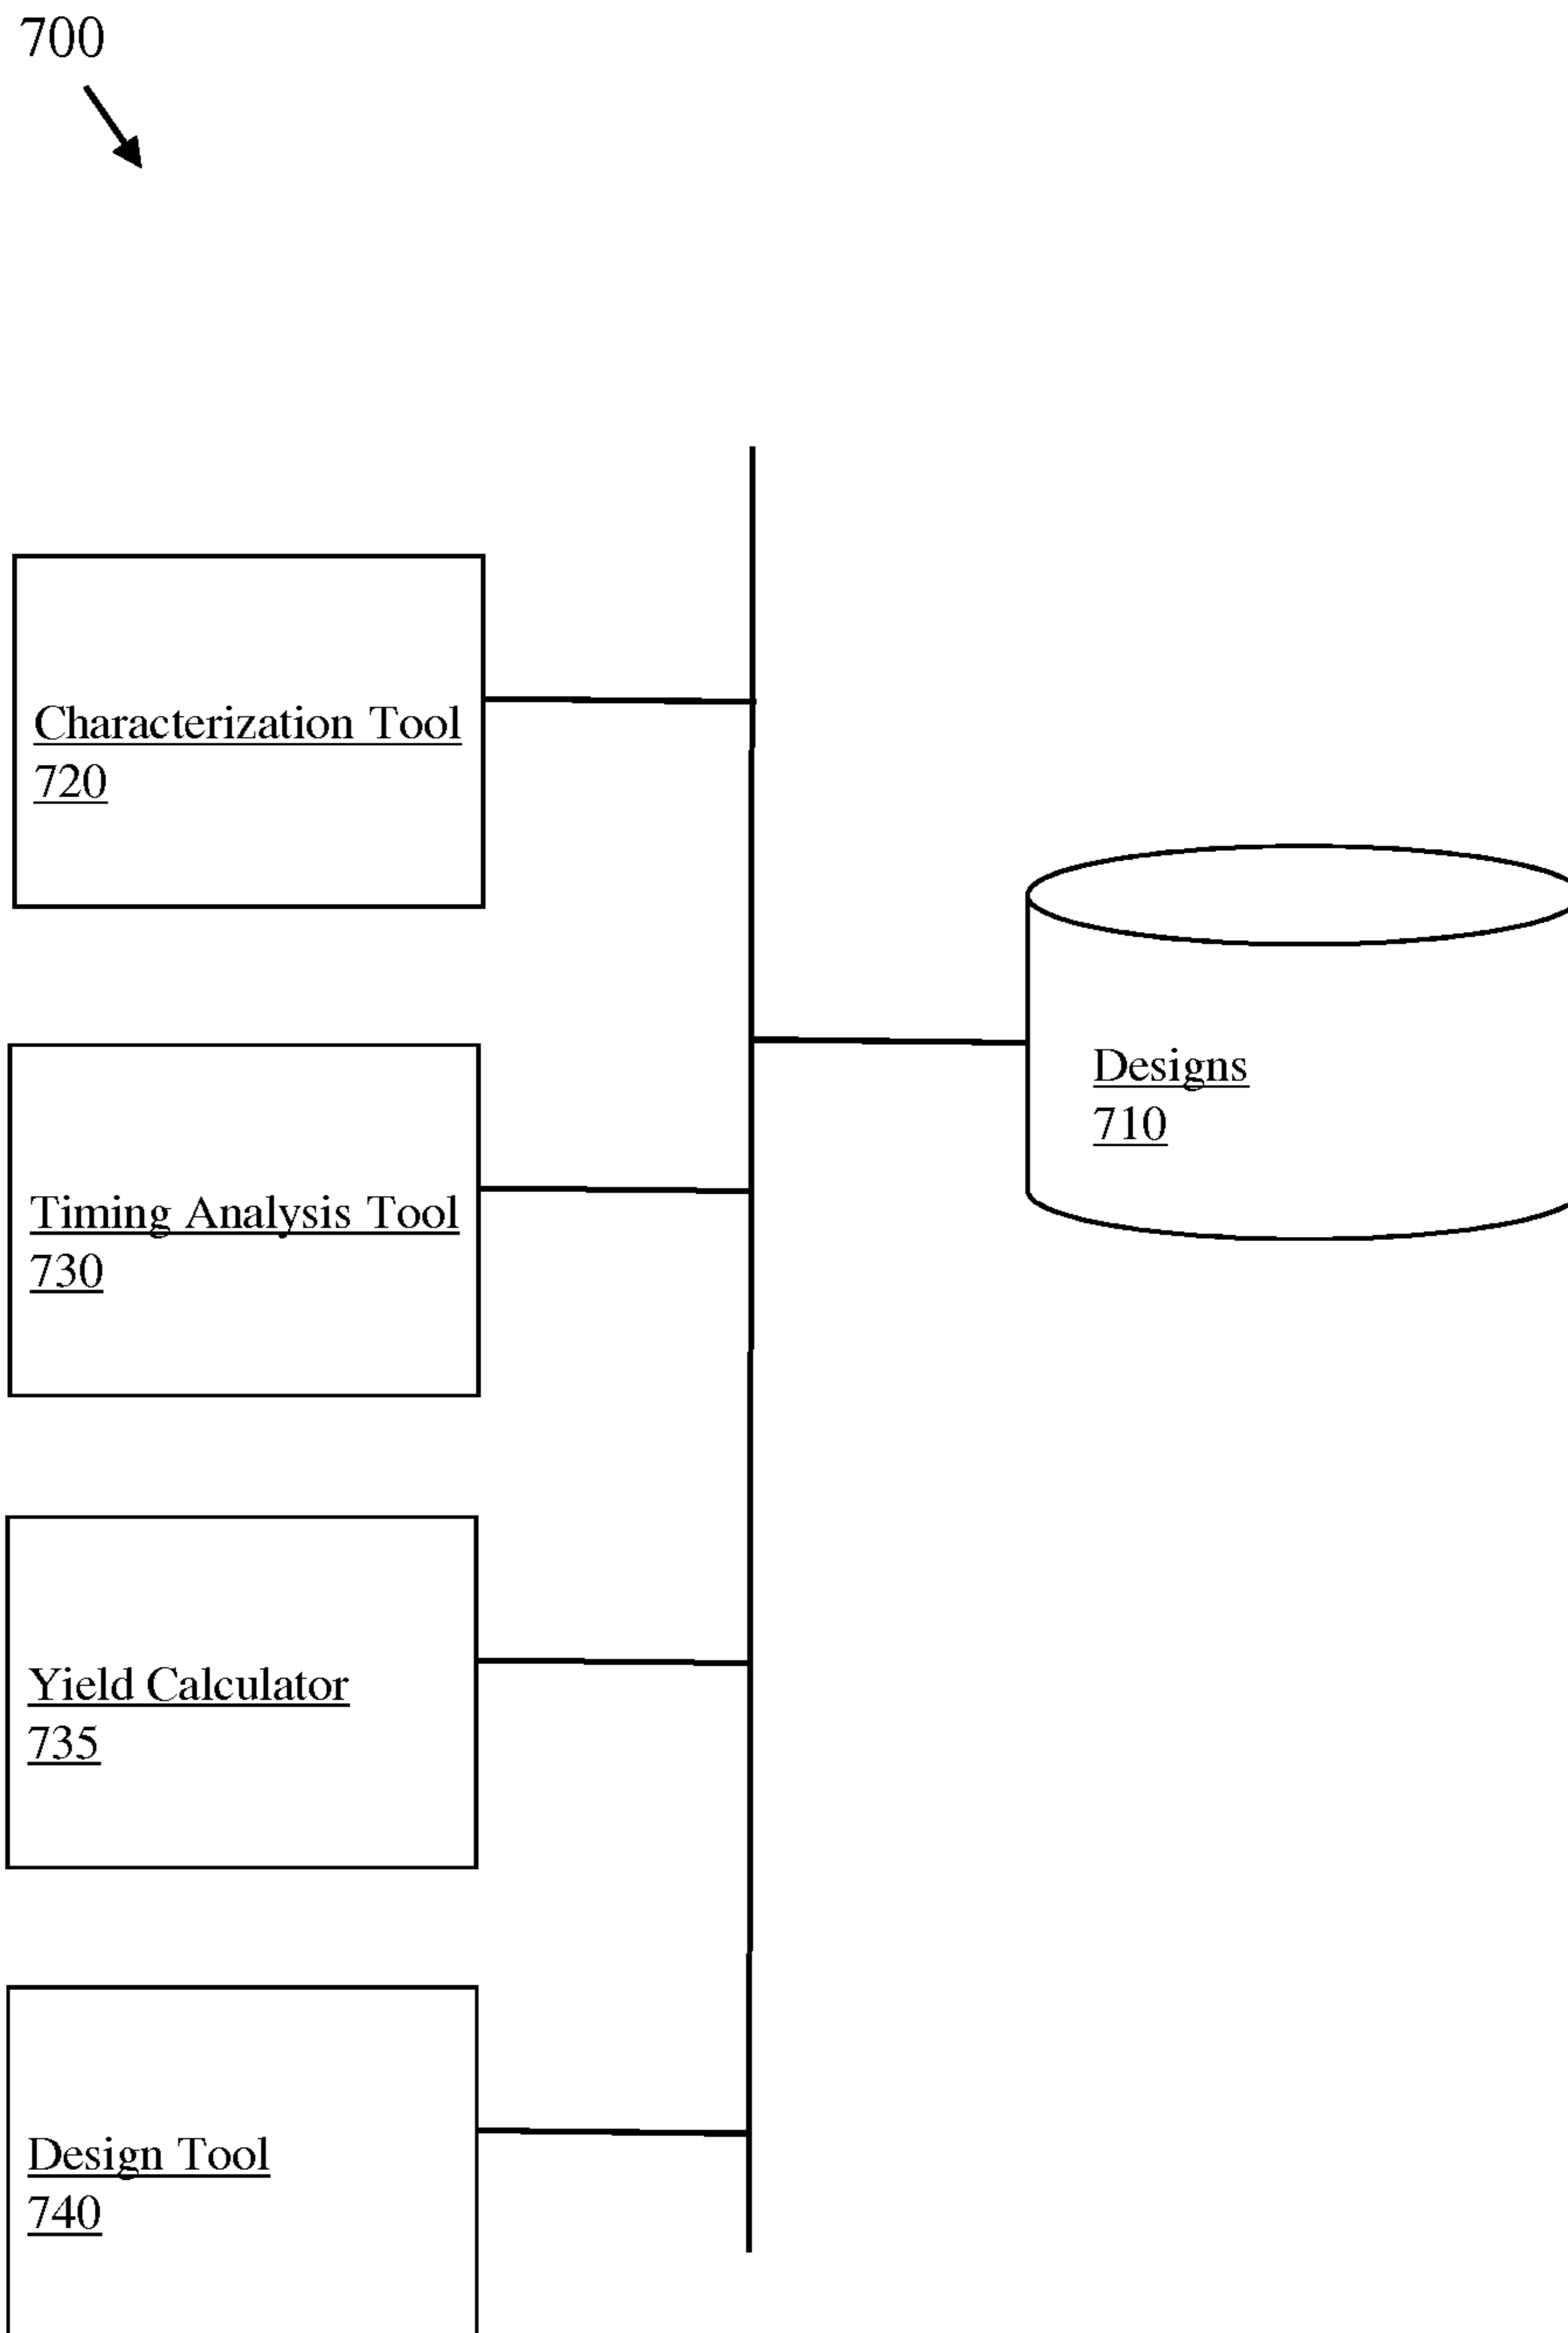 700
Characterization Tool
720
Designs
710
Timing Analysis Tool
730
Yield Calculator
735
Design Tool
740